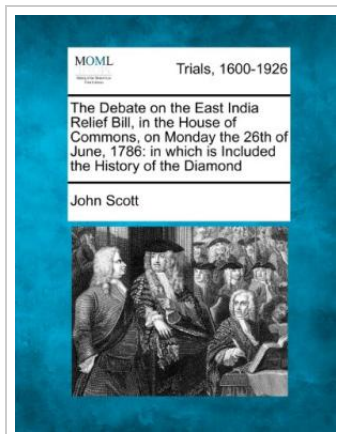 MOML
Trials, 1600-1926
The Debate on the East India
Relief Bill, in the House of
Commons, on Monday the 26th of
June, 1786: in which is Included
the History of the Diamond
John Scott